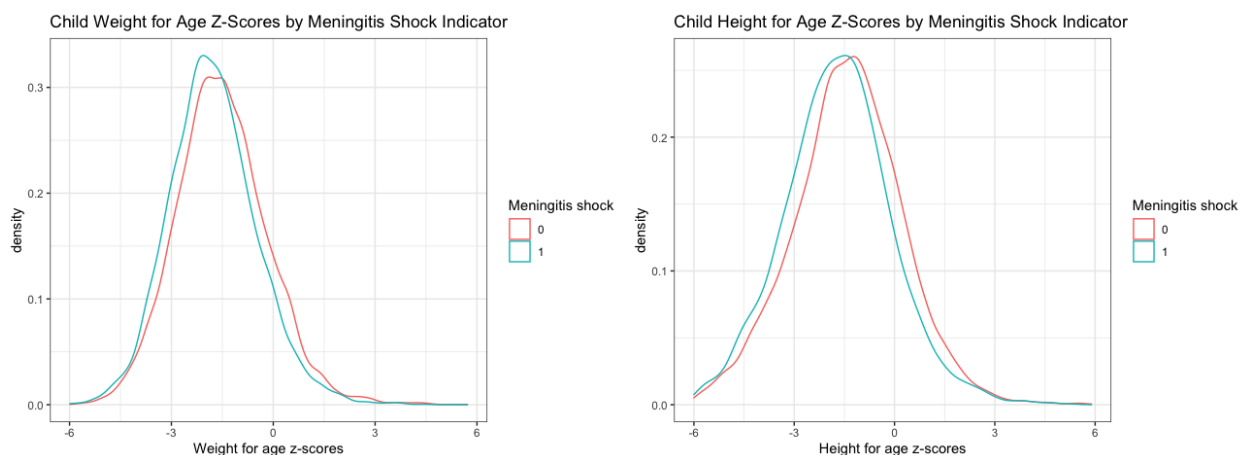 Child Weight for Age Z-Scores by Meningitis Shock Indicator
0.3
0.2
0.1
0.0
density
-6
-3
0
3
6
Weight for age z-scores
Meningitis shock
0
1
Child Height for Age Z-Scores by Meningitis Shock Indicator
0.2
0.1
0.0
density
-6
-3
0
3
6
Height for age z-scores
Meningitis shock
0
1